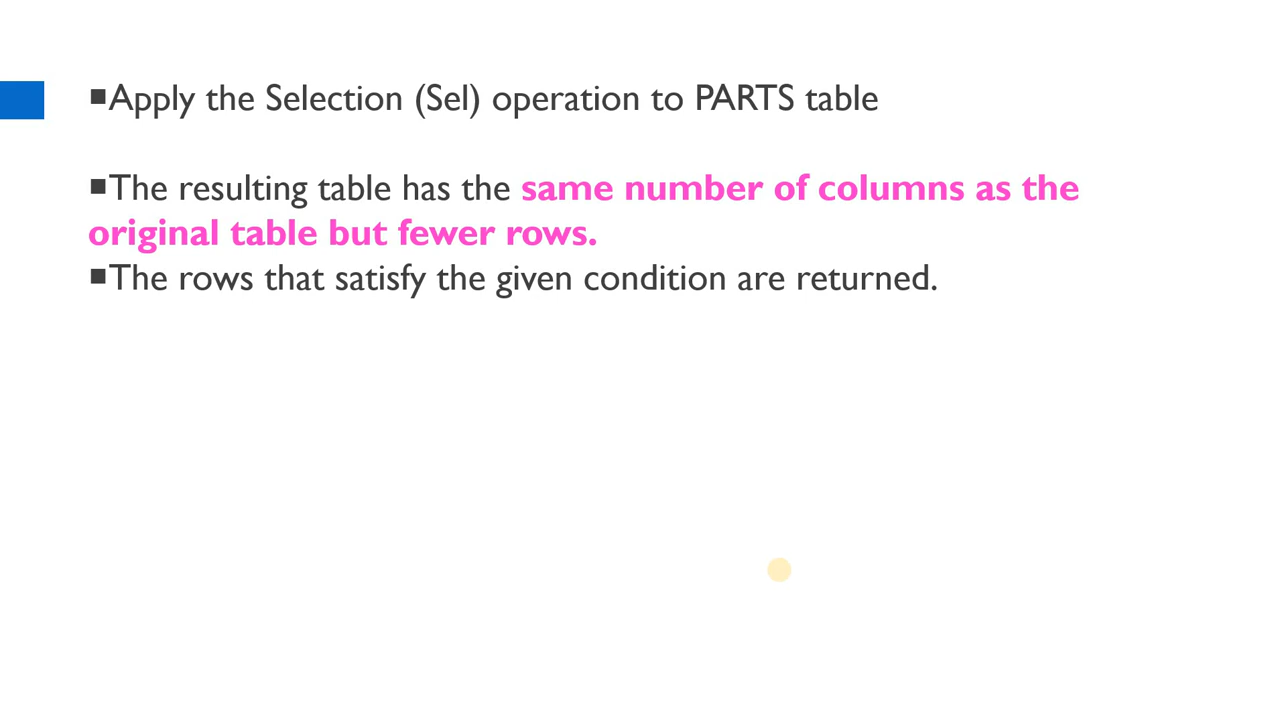 ▪Apply the Selection (Sel) operation to PARTS table
▪The resulting table has the same number of columns as the
original table but fewer rows.
▪The rows that satisfy the given condition are returned.